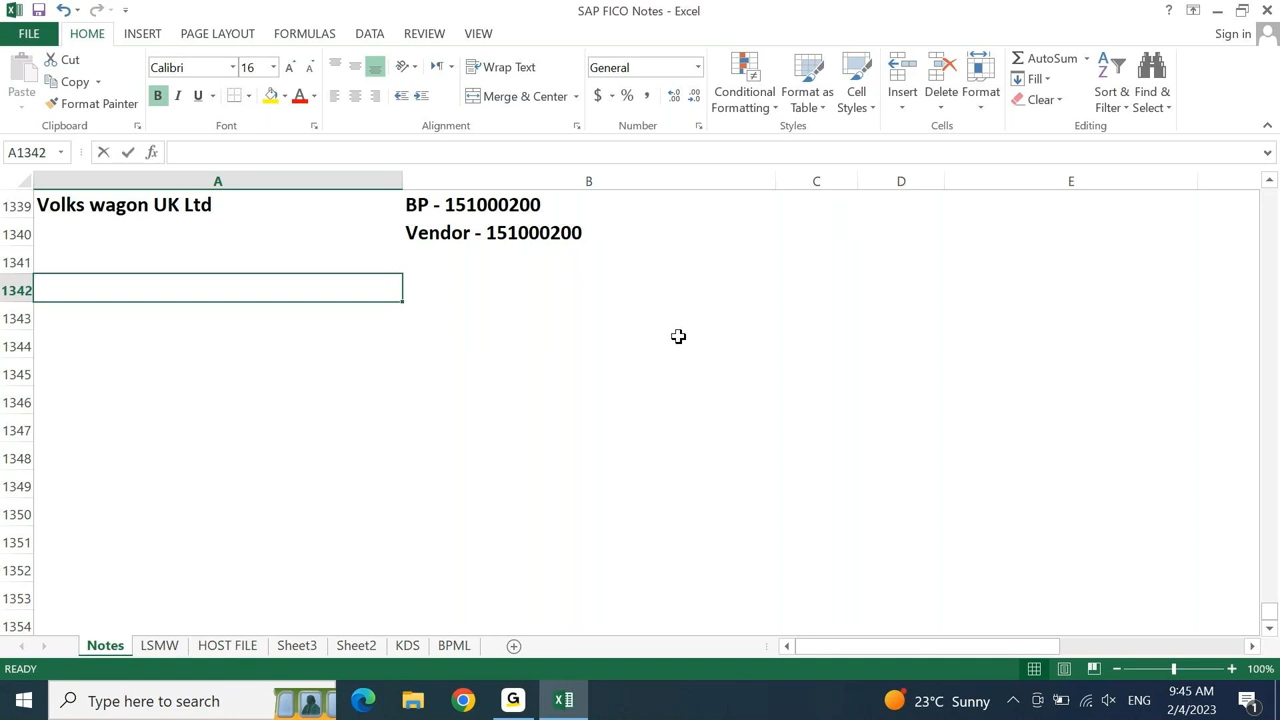 SAP FICO Notes - Excel
?
FILE HOME INSERT PAGE LAYOUT FORMULAS DATA REVIEW VIEW Sign in
Paste
Cut
Copy
Format Painter
Clipboard
Calibri 16
B I U
Font
Wrap Text
Merge & Center
Alignment
General
$ % ,
Number
Conditional Formatting
Format as Table
Cell Styles
Styles
Insert Delete Format
Cells
AutoSum
Fill
Clear
Sort & Filter
Find & Select
Editing
A1342 fx
A B C D E
1339 Volks wagon UK Ltd BP - 151000200
1340 Vendor - 151000200
1341
1342
1343
1344
1345
1346
1347
1348
1349
1350
1351
1352
1353
1354
Notes LSMW HOST FILE Sheet3 Sheet2 KDS BPML
READY 100%
Type here to search
23°C Sunny
ENG
9:45 AM
2/4/2023
1